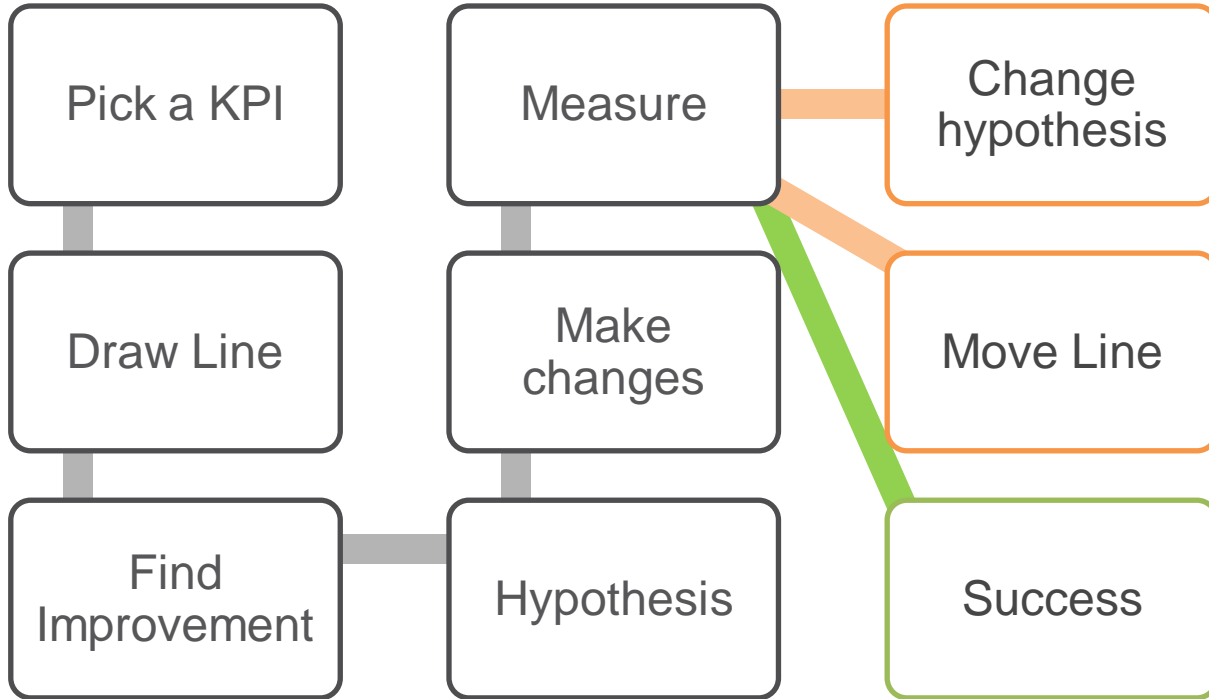 Pick a KPI
Draw Line
Find
Improvement
Hypothesis
Make
changes
Measure
Change
hypothesis
Move Line
Success